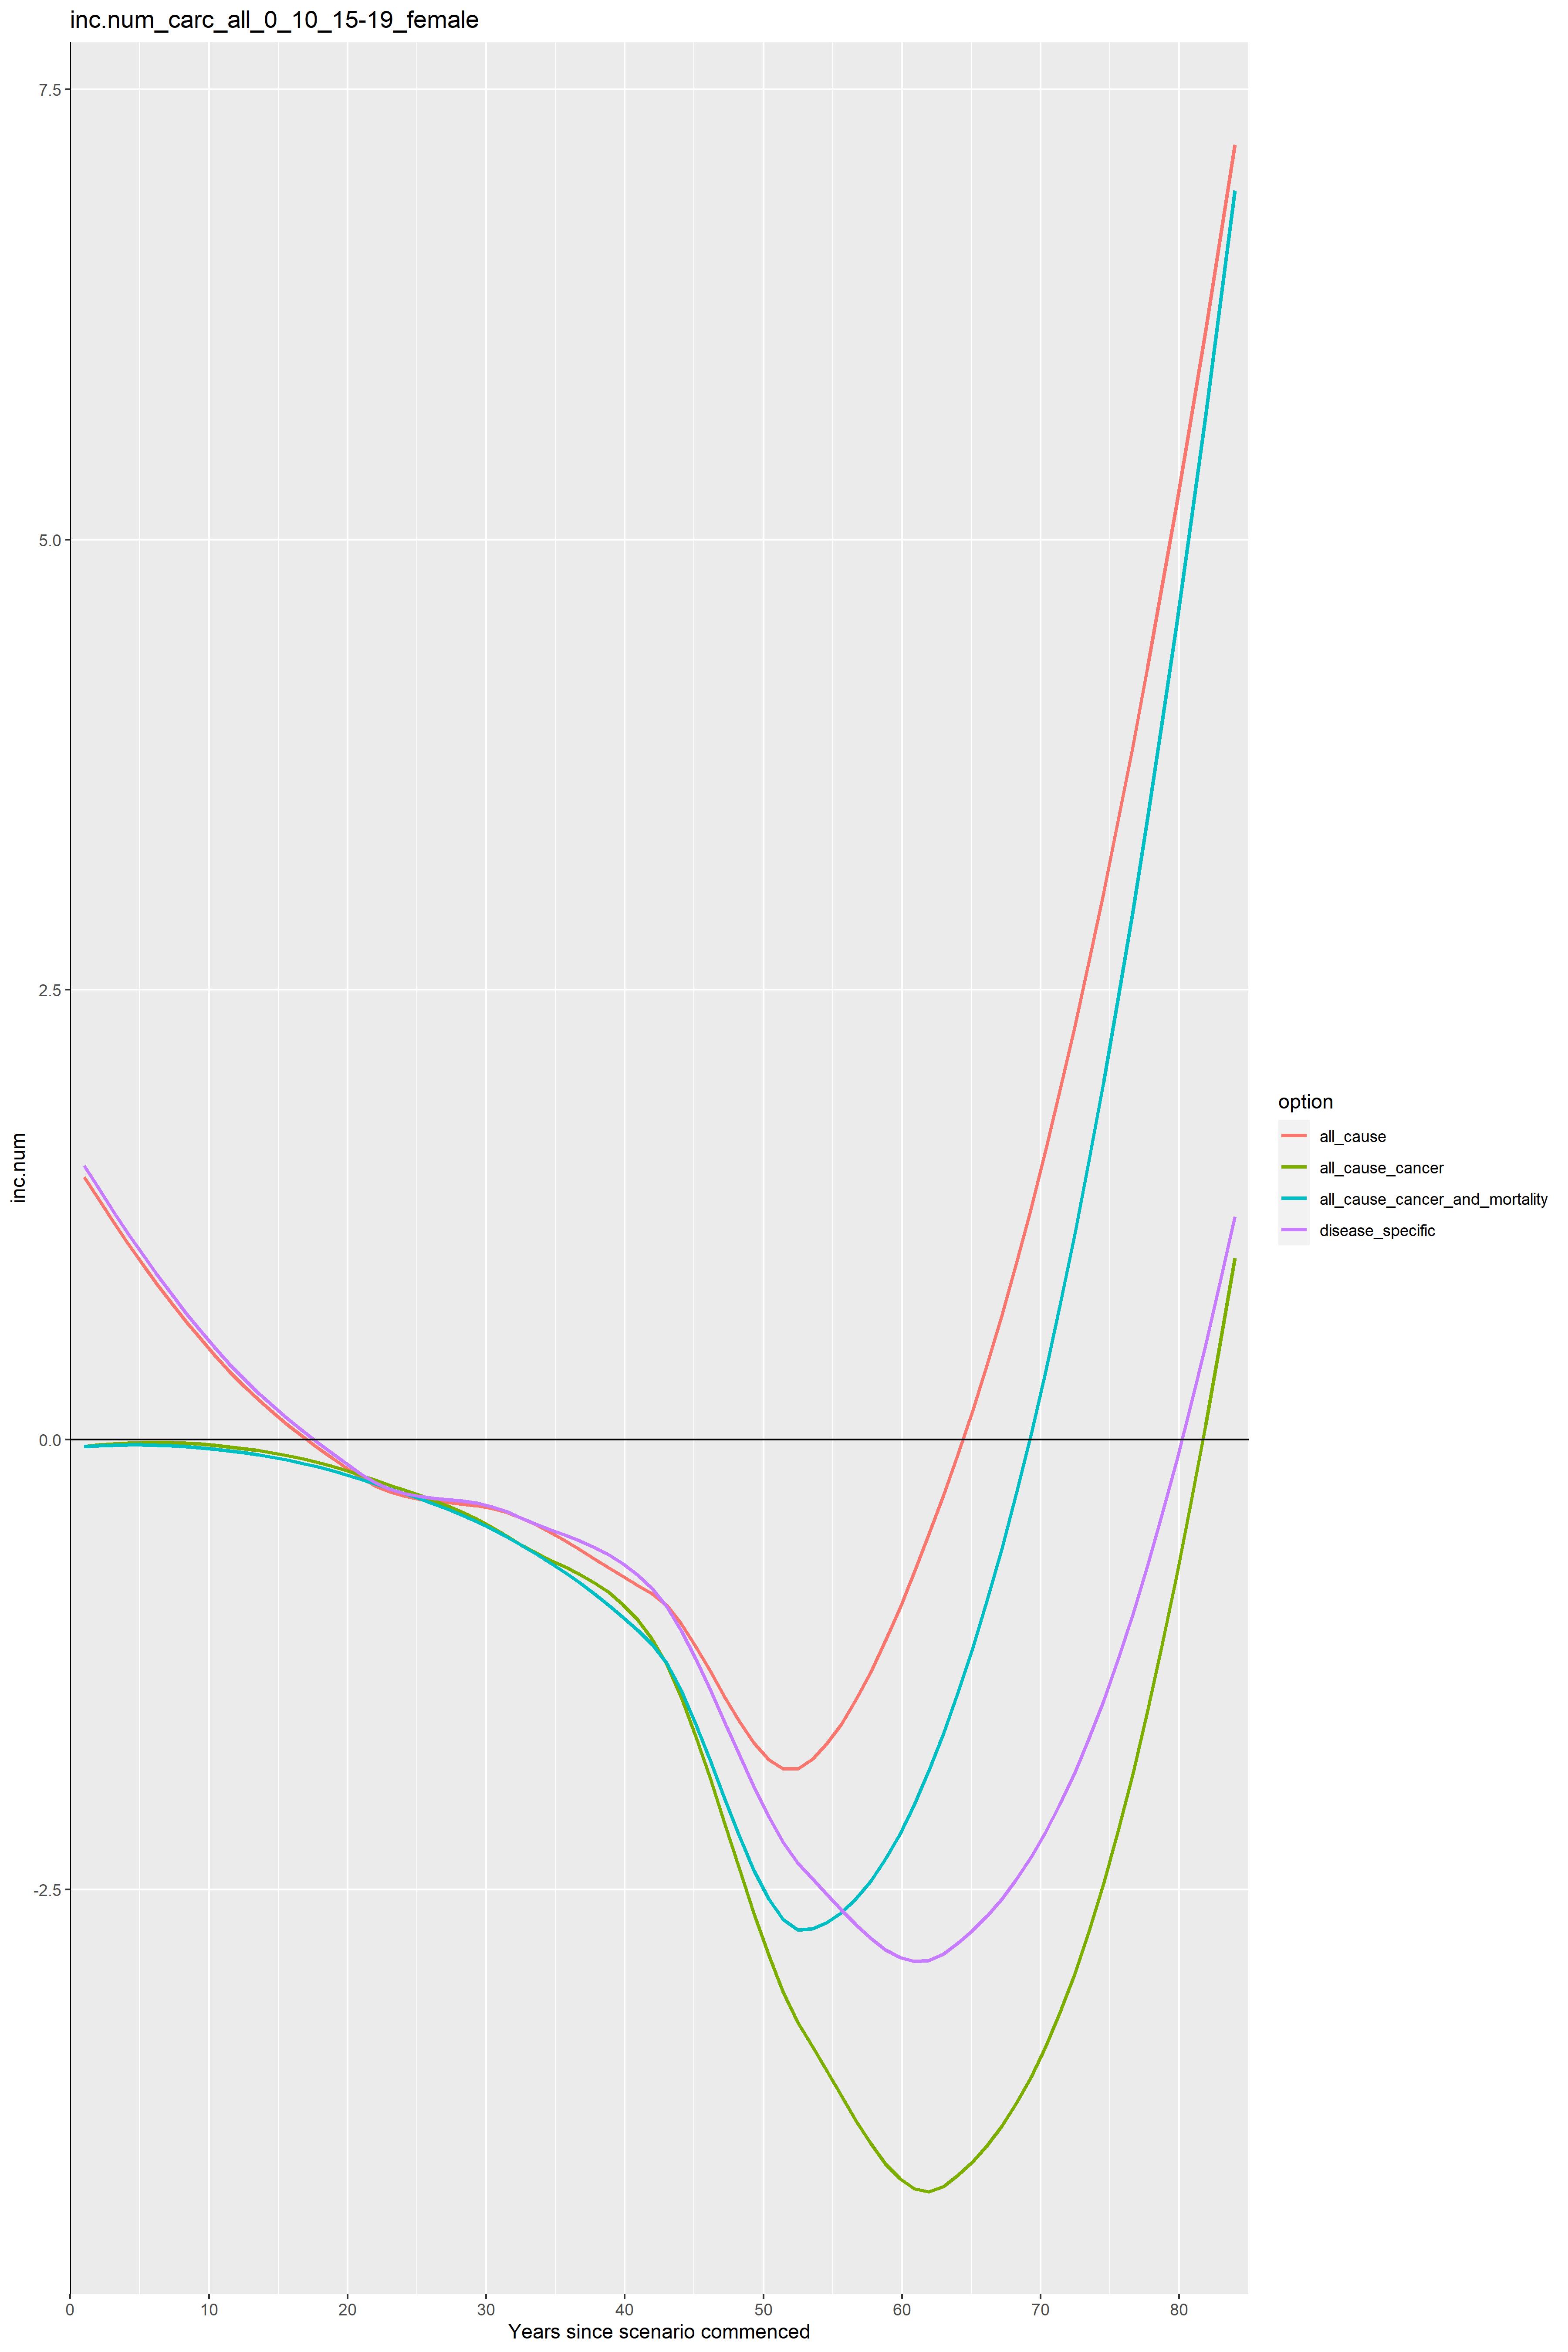 inc.num_carc_all_0_10_15-19_female
7.5
5.0
2.5
0.0
-2.5
inc.num
0 10 20 30 40 50 60 70 80
Years since scenario commenced
option
all_cause
all_cause_cancer
all_cause_cancer_and_mortality
disease_specific